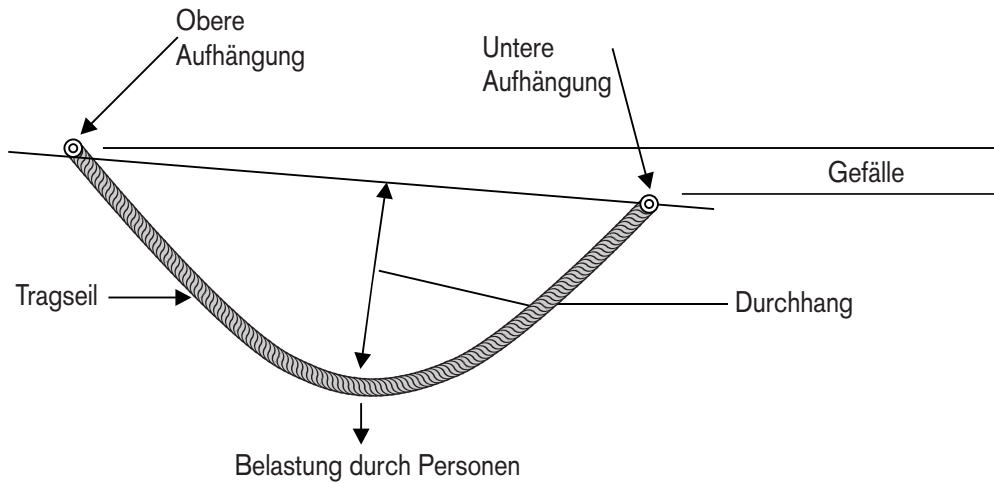 Obere
Aufhängung
Untere
Aufhängung
Gefälle
Tragseil
Durchhang
Belastung durch Personen